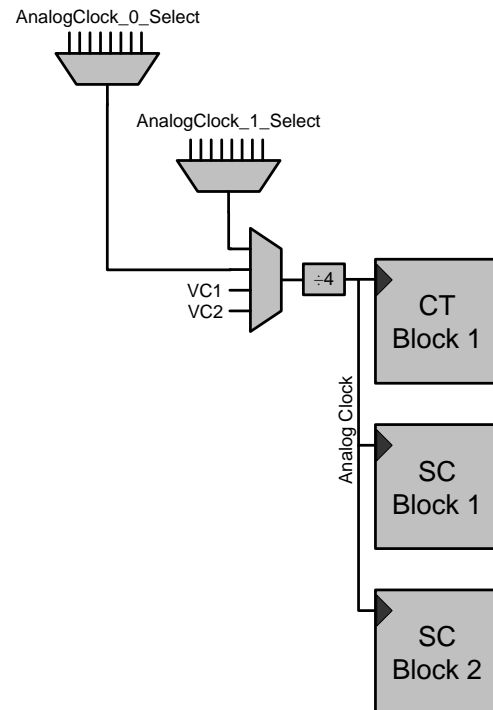 AnalogClock_0_Select
AnalogClock_1_Select
VC1
VC2
÷4
Analog Clock
CT
Block 1
SC
Block 1
SC
Block 2